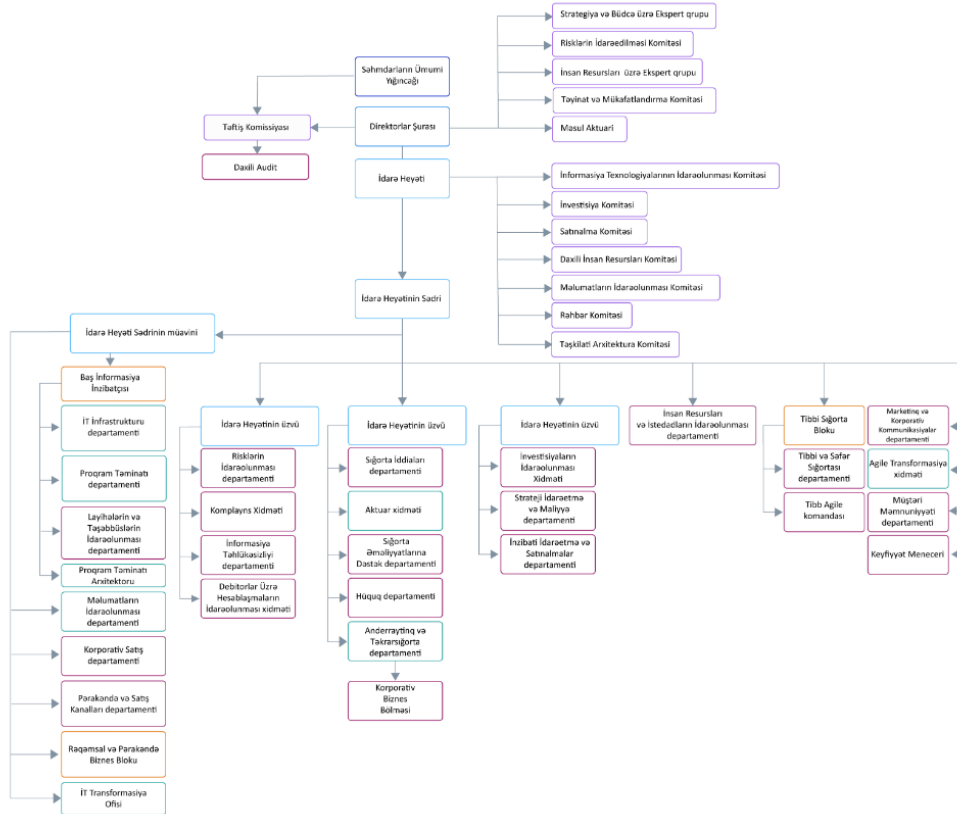 Strategiya və Büdcə üzrə Ekspert qrupu
Risklərin İdarəedilməsi Komitəsi
İnsan Resursları üzrə Ekspert qrupu
Təyinat və Mükafatlandırma Komitəsi
Məsul Aktuari
Səhmdarların Ümumi
Yığıncağı
Direktorlar Şurası
Təftiş Komissiyası
Daxili Audit
İdarə Heyəti
İnformasiya Texnologiyalarının İdarəolunması Komitəsi
İnvestisiya Komitəsi
Satınalma Komitəsi
Daxili İnsan Resursları Komitəsi
Məlumatların İdarəolunması Komitəsi
Rəhbər Komitəsi
Təşkilati Arxitektura Komitəsi
İdarə Heyətinin Sədri
İdarə Heyəti Sədrinin müavini
Baş İnformasiya
İnzibatçısı
İT İnfrastrukturu
departamenti
Proqram Təminatı
departamenti
Layihələrin və
Təşəbbüslərin
İdarəolunması
departamenti
Proqram Təminatı
Arxitektoru
Məlumatların
İdarəolunması
departamenti
Korporativ Satış
departamenti
Pərakəndə və Satış
Kanalları departamenti
Rəqəmsal və Pərakəndə
Biznes Bloku
İT Transformasiya
Ofisi
İdarə Heyətinin üzvü
Risklərin
İdarəolunması
departamenti
Komplayns Xidməti
İnformasiya
Təhlükəsizliyi
departamenti
Debitorlar Üzrə
Hesablaşmaların
İdarəolunması xidməti
İdarə Heyətinin üzvü
Sığorta İddiaları
departamenti
Aktuar xidməti
Sığorta
Əməliyyatlarına
Dəstək departamenti
Hüquq departamenti
Anderraytinq və
Təkrarsığorta
departamenti
Korporativ
Biznes
Bölməsi
İdarə Heyətinin üzvü
İnvestisiyaların
İdarəolunması
Xidməti
Strateji İdarəetmə
və Maliyyə
departamenti
İnzibati İdarəetmə və
Satınalmalar
departamenti
İnsan Resursları
və İstedadların İdarəolunması
departamenti
Tibbi Sığorta
Bloku
Tibbi və Səfər
Sığortası
departamenti
Tibb Agile
komandası
Marketinq və
Korporativ
Kommunikasiyalar
departamenti
Agile Transformasiya
xidməti
Müştəri
Məmnuniyyəti
departamenti
Keyfiyyət Meneceri